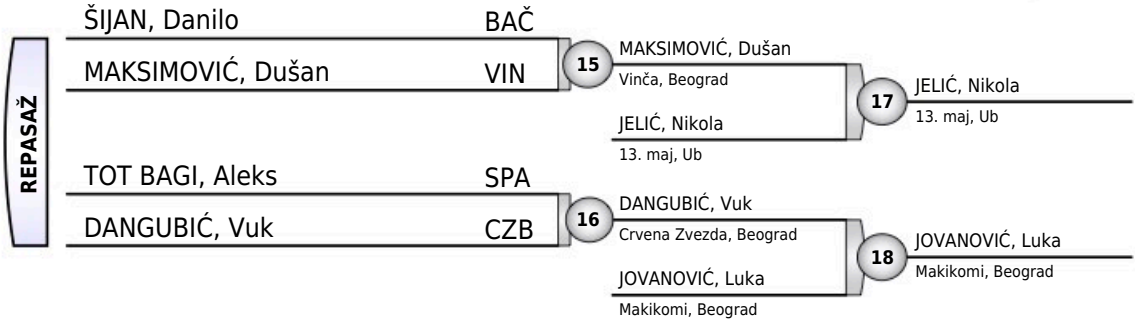 REPASAŽ
ŠIJAN, Danilo BAČ
MAKSIMOVIĆ, Dušan VIN
15
MAKSIMOVIĆ, Dušan
Vinča, Beograd
JELIĆ, Nikola
13. maj, Ub
17
JELIĆ, Nikola
13. maj, Ub
TOT BAGI, Aleks SPA
DANGUBIĆ, Vuk CZB
16
DANGUBIĆ, Vuk
Crvena Zvezda, Beograd
JOVANOVIĆ, Luka
Makikomi, Beograd
18
JOVANOVIĆ, Luka
Makikomi, Beograd